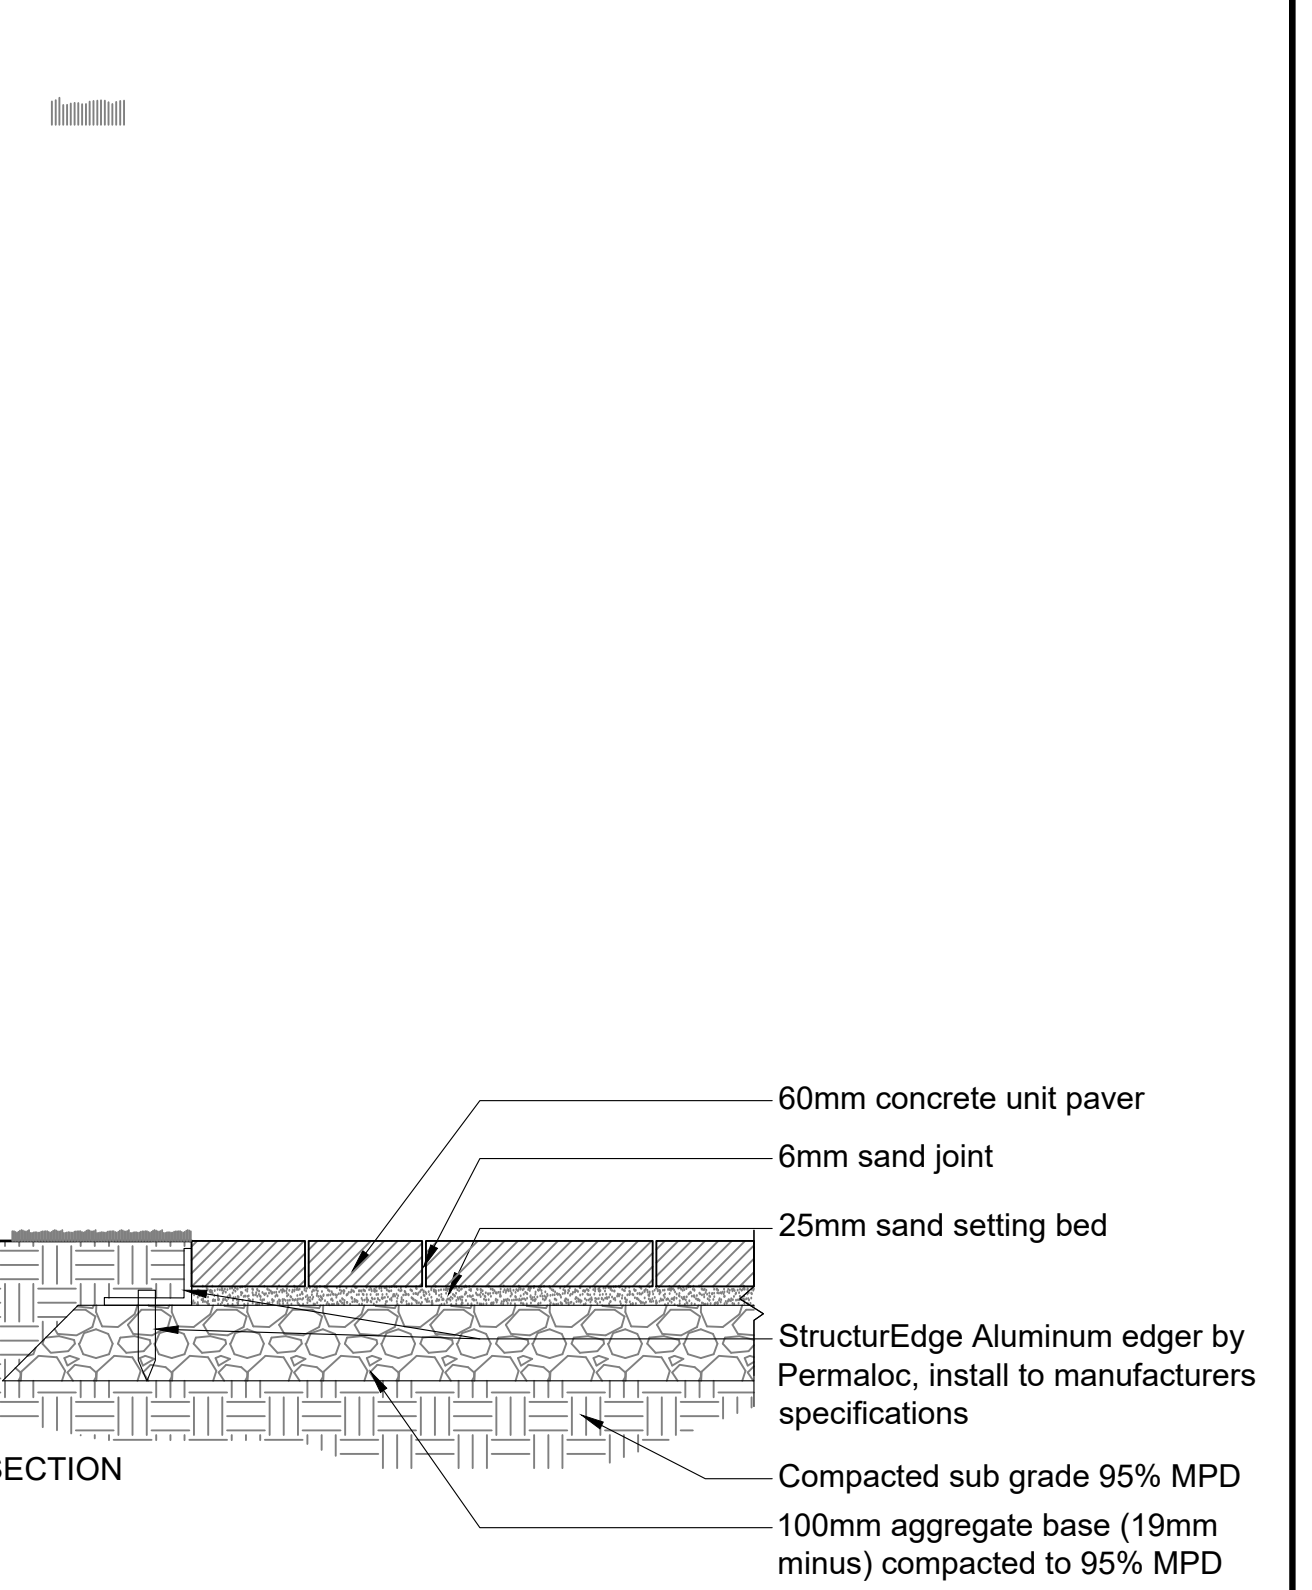 60mm concrete unit paver
6mm sand joint
25mm sand setting bed
StructurEdge Aluminum edger by
Permaloc, install to manufacturers
specifications
SECTION
Compacted sub grade 95% MPD
100mm aggregate base (19mm
minus) compacted to 95% MPD